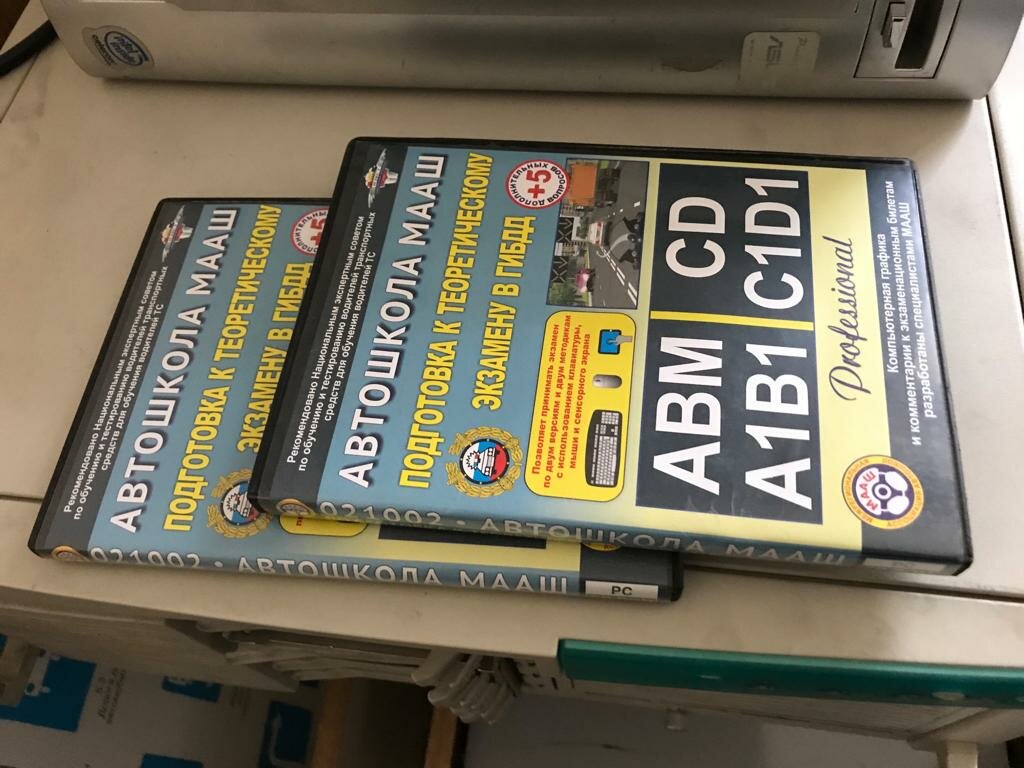 Рекомендовано Национальным экспертным советом
по обучению и тестированию водителей транспортных
средств для обучения водителей ТС
АВТОШКОЛА МААШ
ПОДГОТОВКА К ТЕОРЕТИЧЕСКОМУ
ЭКЗАМЕНУ В ГИБДД
+5
ДОПОЛНИТЕЛЬНЫХ ВОПРОСОВ
Позволяет принимать экзамен
по двум версиям и двум методикам
с использованием клавиатуры,
мыши и сенсорного экрана
ABM CD
A1B1 C1D1
Professional
Компьютерная графика
и комментарии к экзаменационным билетам
разработаны специалистами МААШ
МААШ
021002 • АВТОШКОЛА МААШ
Рекомендовано Национальным экспертным советом
по обучению и тестированию водителей транспортных
средств для обучения водителей ТС
АВТОШКОЛА МААШ
ПОДГОТОВКА К ТЕОРЕТИЧЕСКОМУ
ЭКЗАМЕНУ В ГИБДД
+5
021002 • АВТОШКОЛА МААШ
PC